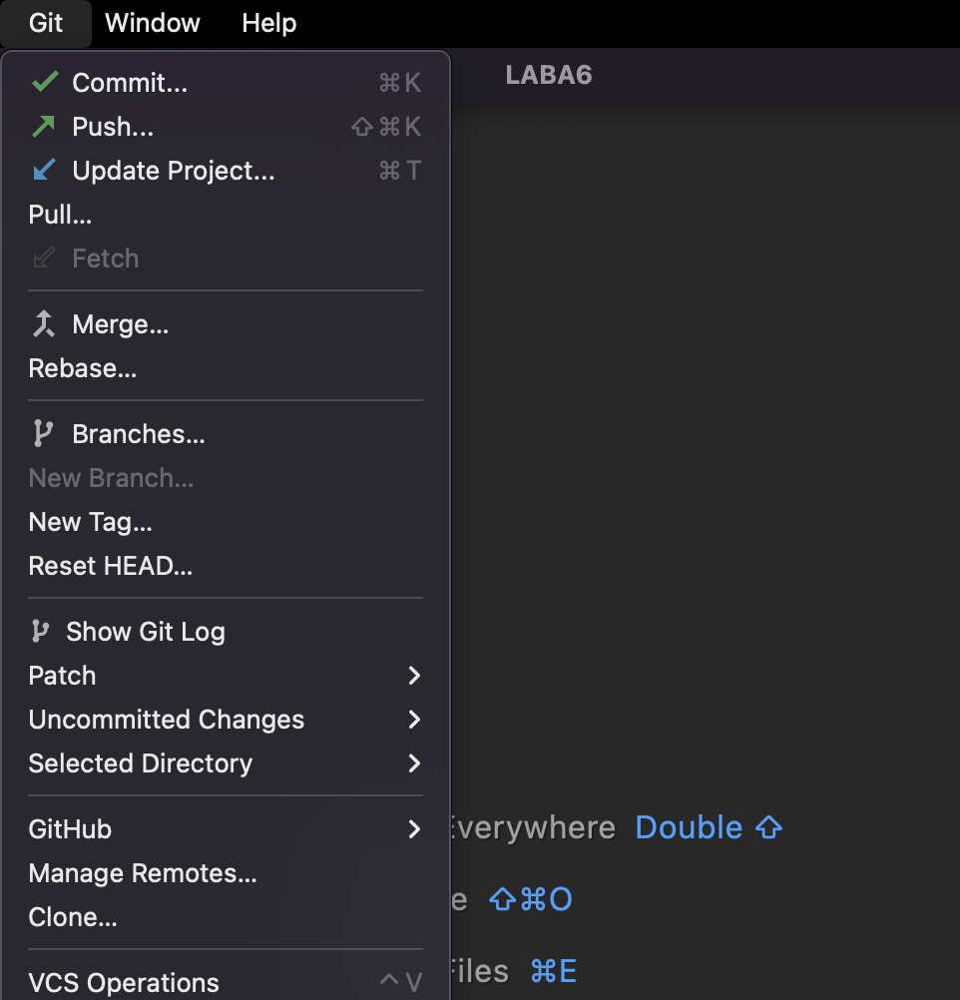 Git Window Help
LABA6
Commit... ⌘K
Push... ⇧⌘K
Update Project... ⌘T
Pull...
Fetch
Merge...
Rebase...
Branches...
New Branch...
New Tag...
Reset HEAD...
Show Git Log
Patch
Uncommitted Changes
Selected Directory
GitHub
Everywhere Double ⇧
Manage Remotes...
Clone...
e ⇧⌘O
Files ⌘E
VCS Operations ^V